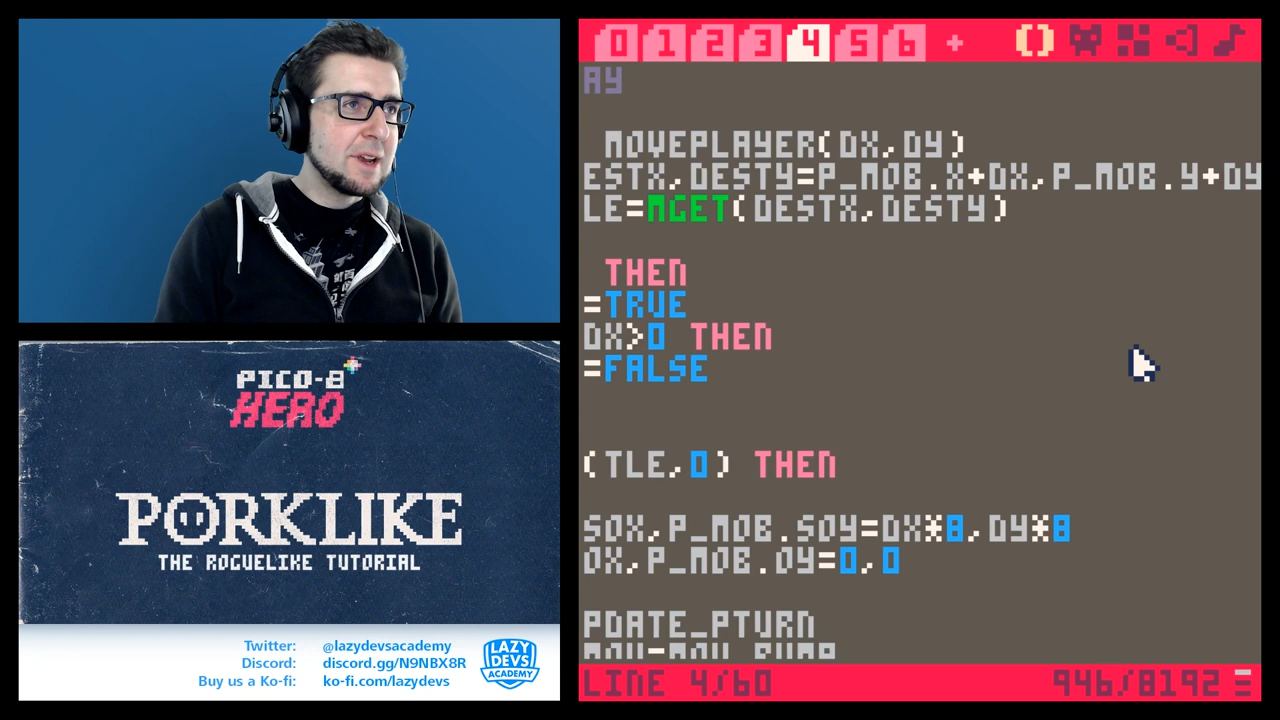 0 1 2 3 4 5 6 +
AY
MOVEPLAYER(DX,DY)
ESTX,DESTY=P_MOB.X+DX,P_MOB.Y+DY
LE=MGET(DESTX,DESTY)
THEN
=TRUE
DX>0 THEN
=FALSE
(TLE,0) THEN
SOX,P_MOB.SOY=DX*8,DY*8
OX,P_MOB.OY=0,0
PDATE_PTURN
LINE 4/60 946/8192
PICO-8
HERO
PORKLIKE
THE ROGUELIKE TUTORIAL
Twitter: @lazydevsacademy
Discord: discord.gg/N9NBX8R
Buy us a Ko-fi: ko-fi.com/lazydevs
LAZY
DEVS
ACADEMY